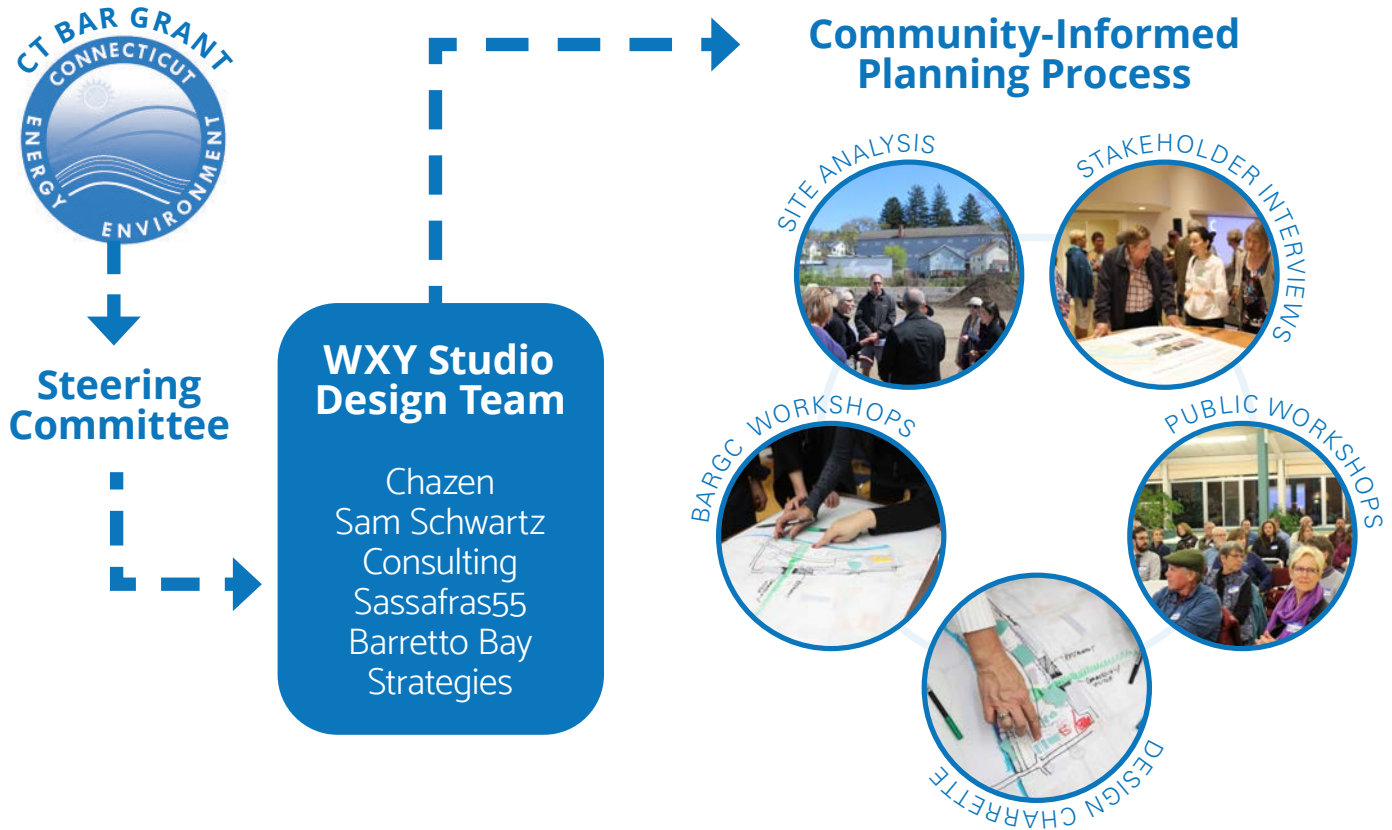 CT BAR GRANT
CONNECTICUT
ENERGY
ENVIRONMENT
Steering
Committee
WXY Studio
Design Team
Chazen
Sam Schwartz
Consulting
Sassafras55
Barretto Bay
Strategies
Community-Informed
Planning Process
SITE ANALYSIS
STAKEHOLDER INTERVIEWS
BARGC WORKSHOPS
PUBLIC WORKSHOPS
DESIGN CHARRETTE